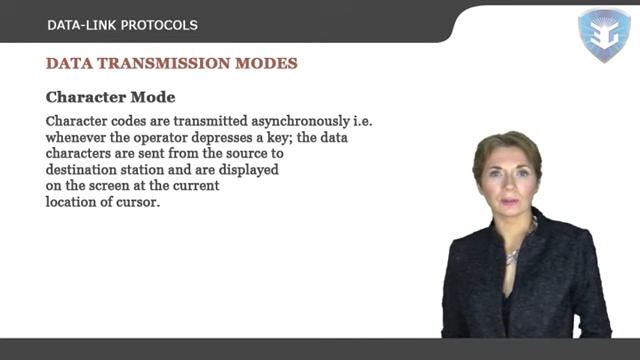 DATA-LINK PROTOCOLS
DATA TRANSMISSION MODES
Character Mode
Character codes are transmitted asynchronously i.e.
whenever the operator depresses a key; the data
characters are sent from the source to
destination station and are displayed
on the screen at the current
location of cursor.